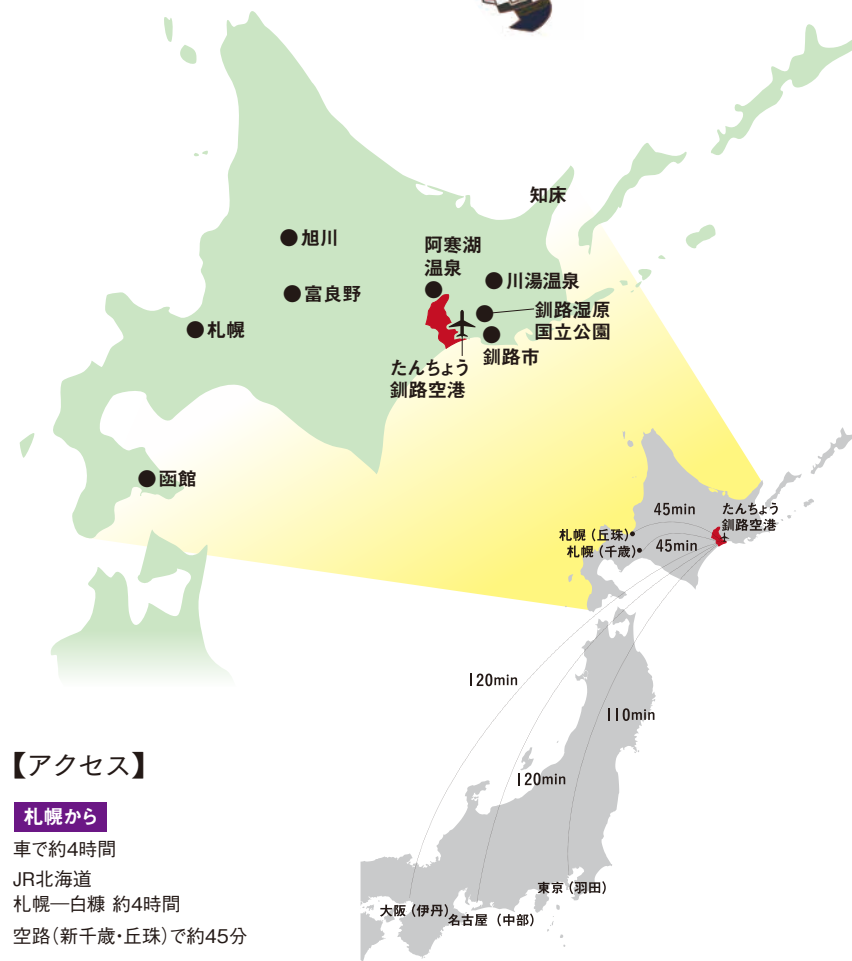 知床
旭川
阿寒湖
温泉
川湯温泉
富良野
釧路湿原
国立公園
札幌
釧路市
たんちょう
釧路空港
函館
45min
たんちょう
釧路空港
札幌（丘珠）
札幌（千歳）
45min
120min
110min
120min
東京（羽田）
大阪（伊丹）
名古屋（中部）
【アクセス】
札幌から
車で約4時間
JR北海道
札幌―白糠 約4時間
空路（新千歳・丘珠）で約45分